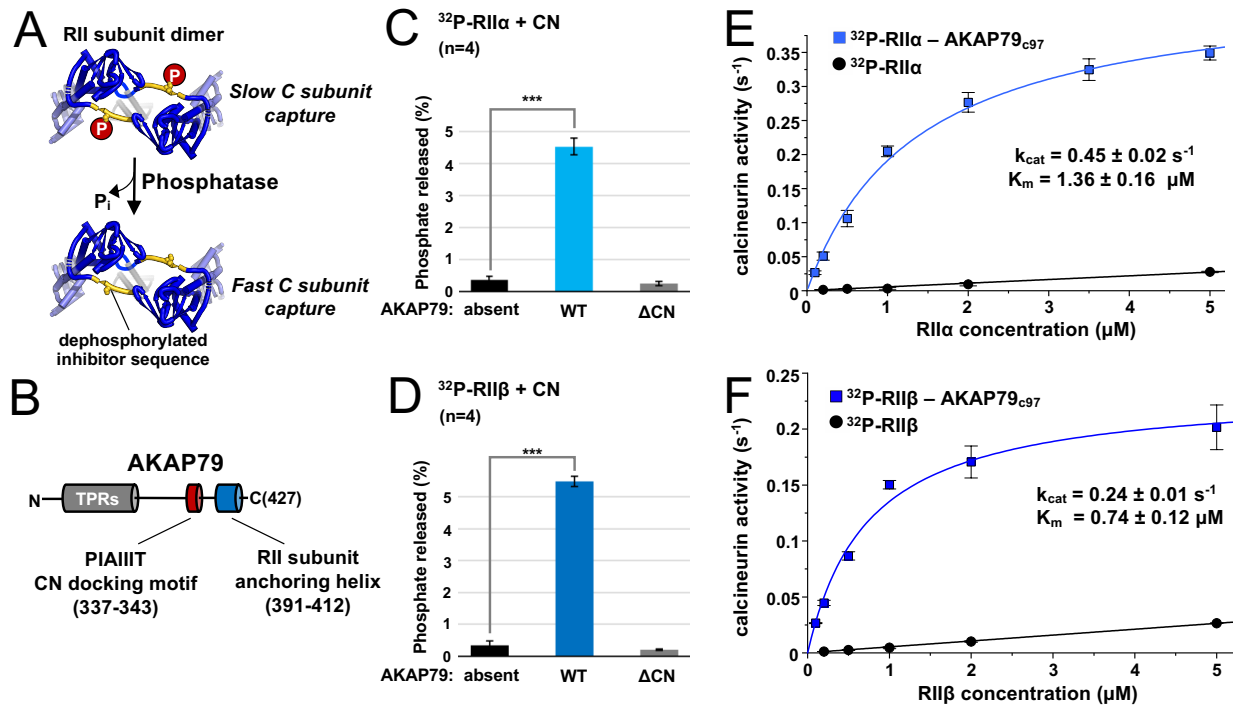 A
RII subunit dimer
P
Slow C subunit
capture
P
Phosphatase
Pi
Fast C subunit
capture
dephosphorylated
inhibitor sequence
B
AKAP79
N
TPRs
C(427)
PIAIIIT
CN docking motif
(337-343)
RII subunit
anchoring helix
(391-412)
C
32P-RIIα + CN
(n=4)
***
Phosphate released (%)
6
5
4
3
2
1
0
AKAP79: absent WT ΔCN
D
32P-RIIβ + CN
(n=4)
***
Phosphate released (%)
6
5
4
3
2
1
0
AKAP79: absent WT ΔCN
E
32P-RIIα – AKAP79c97
32P-RIIα
kcat = 0.45 ± 0.02 s-1
Km = 1.36 ± 0.16 μM
calcineurin activity (s-1)
0.35
0.3
0.25
0.2
0.15
0.1
0.05
0
0 1 2 3 4 5
RIIα concentration (μM)
F
32P-RIIβ – AKAP79c97
32P-RIIβ
kcat = 0.24 ± 0.01 s-1
Km = 0.74 ± 0.12 μM
calcineurin activity (s-1)
0.25
0.2
0.15
0.1
0.05
0
0 1 2 3 4 5
RIIβ concentration (μM)